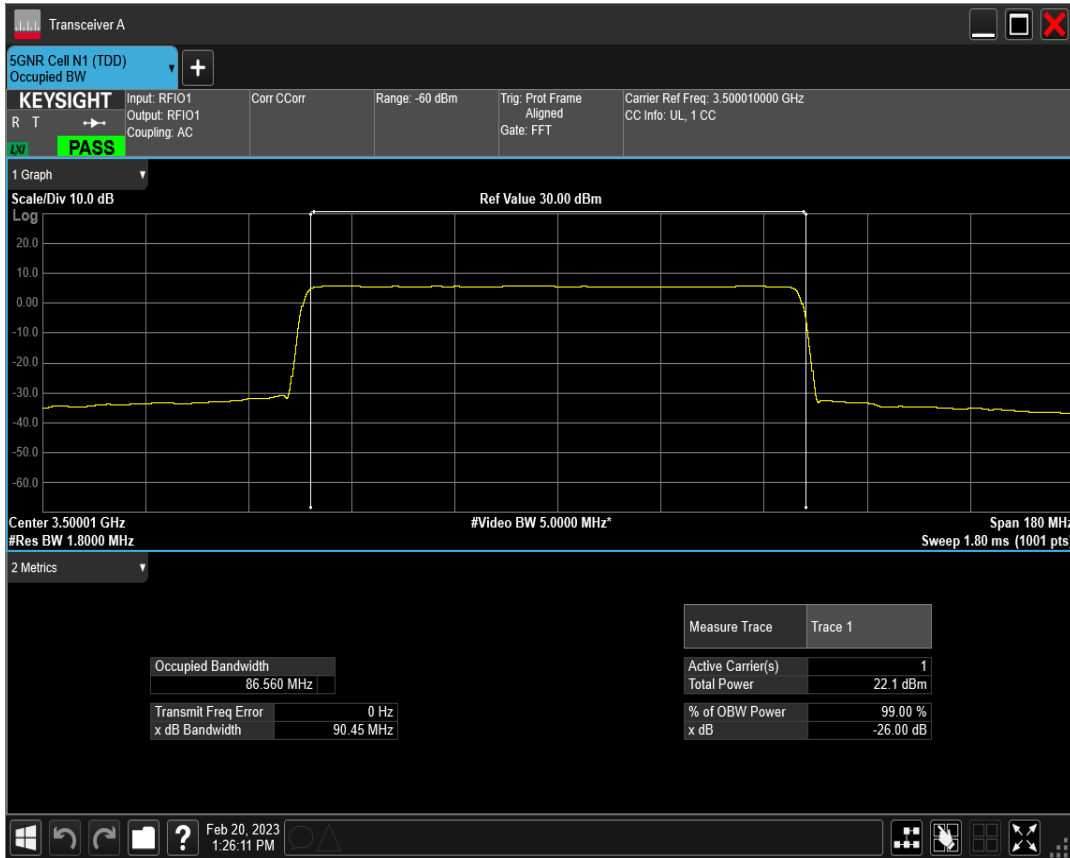 Transceiver A
5GNR Cell N1 (TDD)
Occupied BW
+
KEYSIGHT
R T
LXI
PASS
Input: RFIO1
Output: RFIO1
Coupling: AC
Corr CCorr
Range: -60 dBm
Trig: Prot Frame
Aligned
Gate: FFT
Carrier Ref Freq: 3.500010000 GHz
CC Info: UL, 1 CC
1 Graph
Scale/Div 10.0 dB
Ref Value 30.00 dBm
Log
20.0
10.0
0.00
-10.0
-20.0
-30.0
-40.0
-50.0
-60.0
Center 3.50001 GHz
#Video BW 5.0000 MHz*
Span 180 MHz
#Res BW 1.8000 MHz
Sweep 1.80 ms (1001 pts)
2 Metrics
Measure Trace Trace 1
Occupied Bandwidth
86.560 MHz
Active Carrier(s) 1
Total Power 22.1 dBm
Transmit Freq Error 0 Hz
x dB Bandwidth 90.45 MHz
% of OBW Power 99.00 %
x dB -26.00 dB
?
Feb 20, 2023
1:26:11 PM